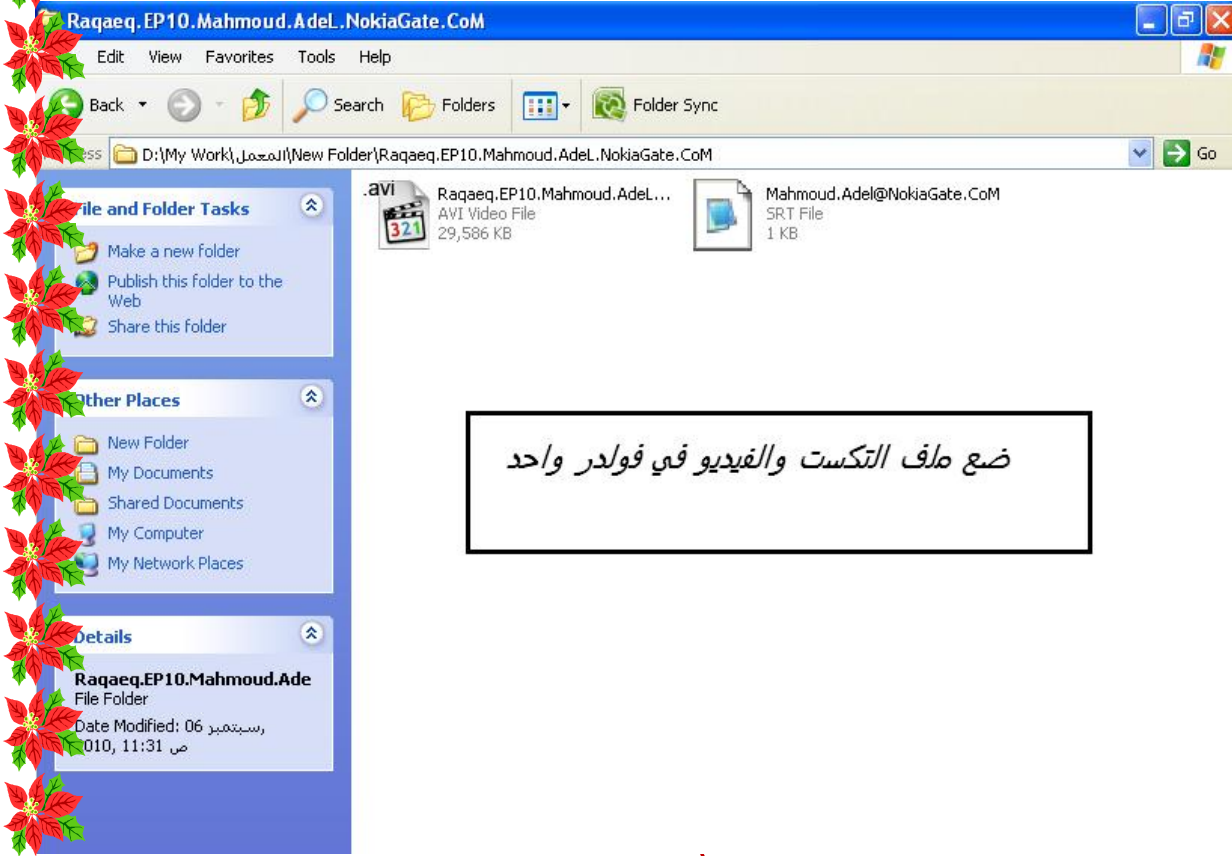 Raqaeq.EP10.Mahmoud.AdeL.NokiaGate.CoM
Edit View Favorites Tools Help
Back Search Folders Folder Sync
D:\My Work\المعمل\New Folder\Raqaeq.EP10.Mahmoud.AdeL.NokiaGate.CoM Go
File and Folder Tasks
Make a new folder
Publish this folder to the
Web
Share this folder
Other Places
New Folder
My Documents
Shared Documents
My Computer
My Network Places
Details
Raqaeq.EP10.Mahmoud.Ade
File Folder
Date Modified: 06 سبتمبر,
2010, 11:31 ص
.avi
321
Raqaeq.EP10.Mahmoud.AdeL...
AVI Video File
29,586 KB
Mahmoud.Adel@NokiaGate.CoM
SRT File
1 KB
ضع ملف التكست والفيديو في فولدر واحد